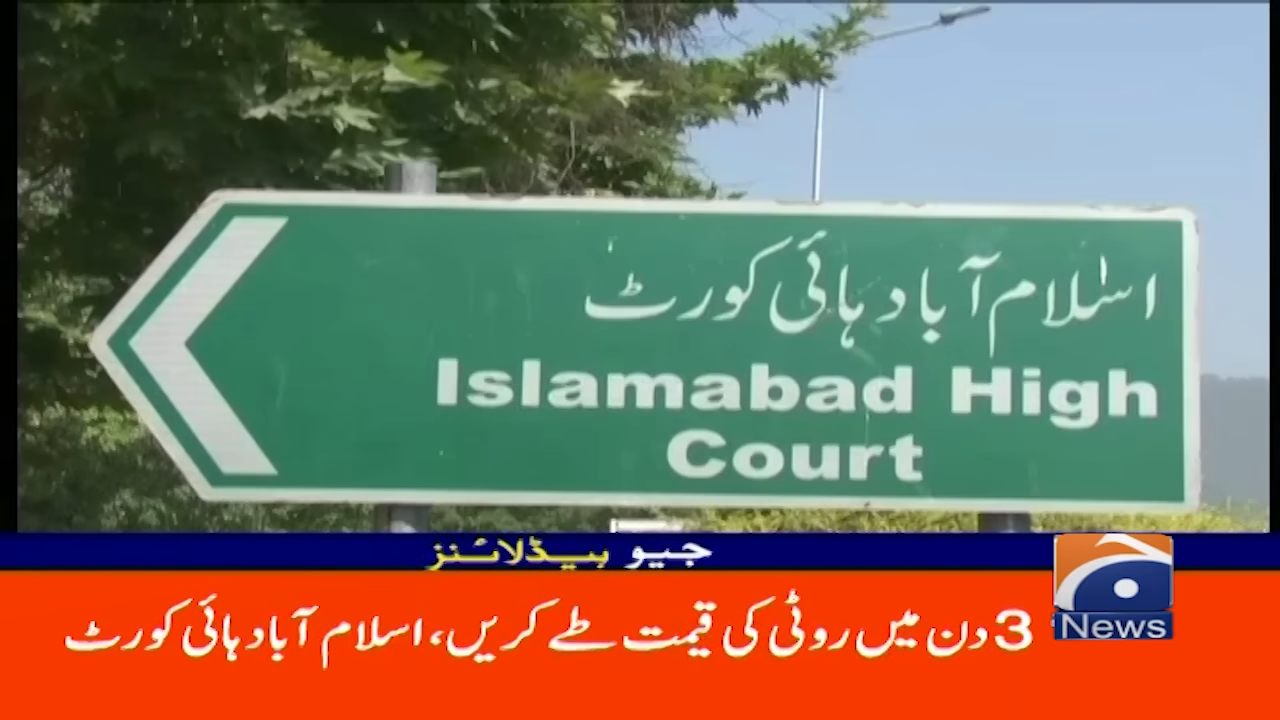 اسلام آباد ہائی کورٹ
Islamabad High
Court
جیو ہیڈلائنز
3 دن میں روٹی کی قیمت طے کریں، اسلام آباد ہائی کورٹ
News